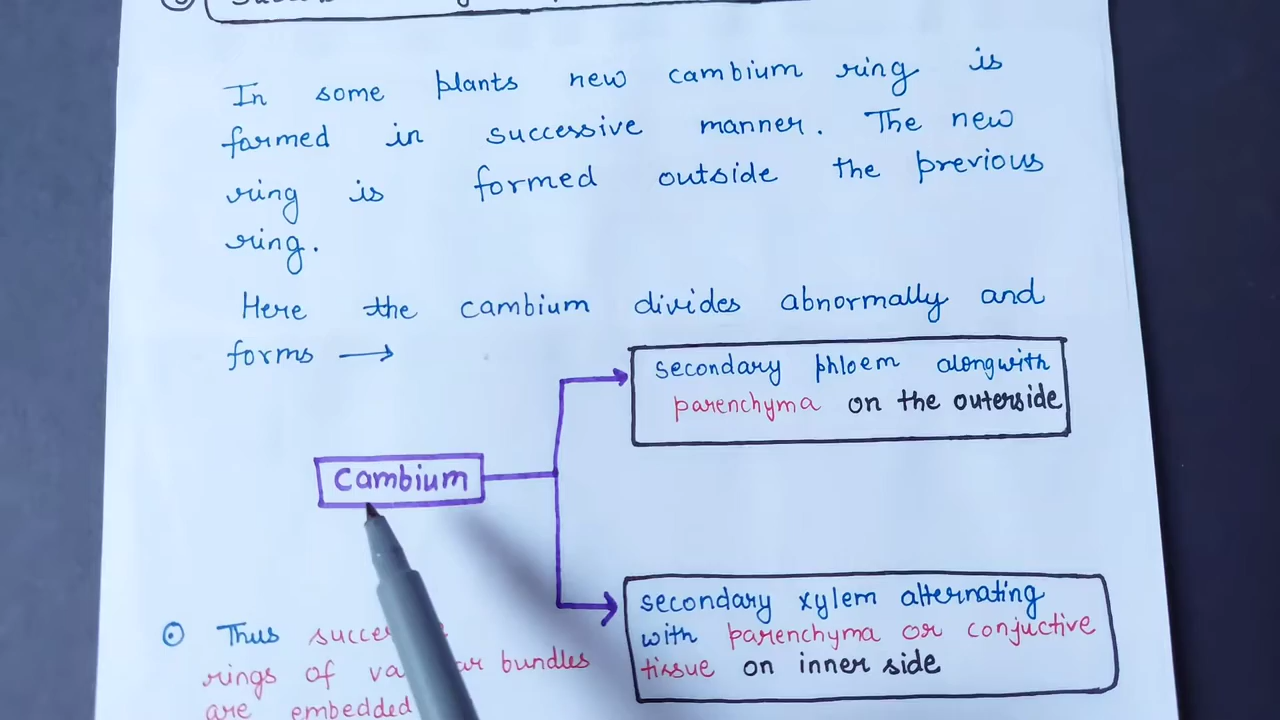 In some plants new cambium ring is
formed in successive manner. The new
ring is formed outside the previous
ring.
Here the cambium divides abnormally and
forms →
secondary phloem alongwith
parenchyma on the outerside
Cambium
secondary xylem alternating
with parenchyma or conjuctive
tissue on inner side
Thus
rings of bundles
are embedded